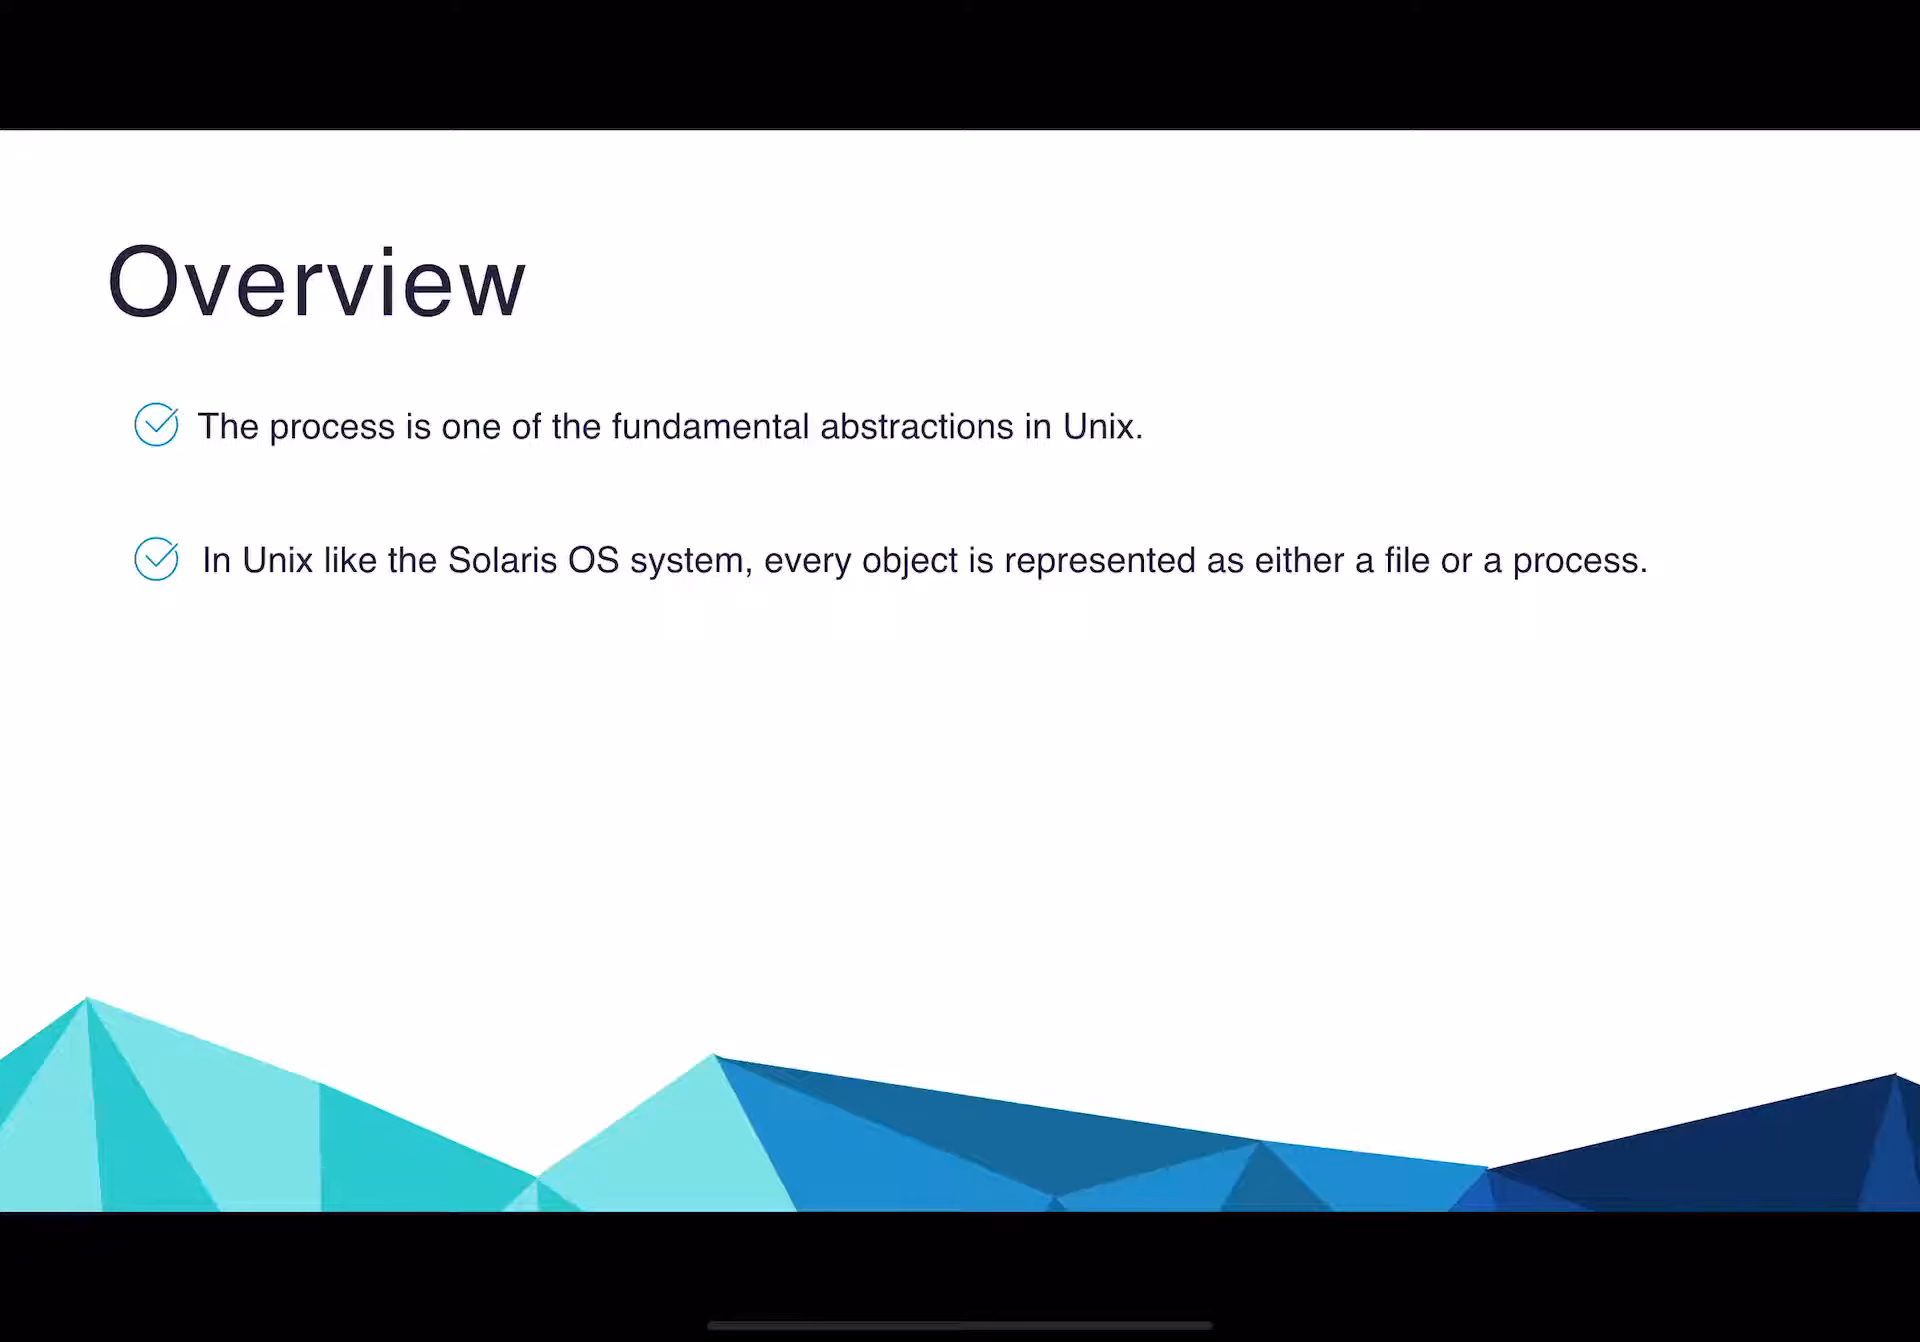 Overview
The process is one of the fundamental abstractions in Unix.
In Unix like the Solaris OS system, every object is represented as either a file or a process.